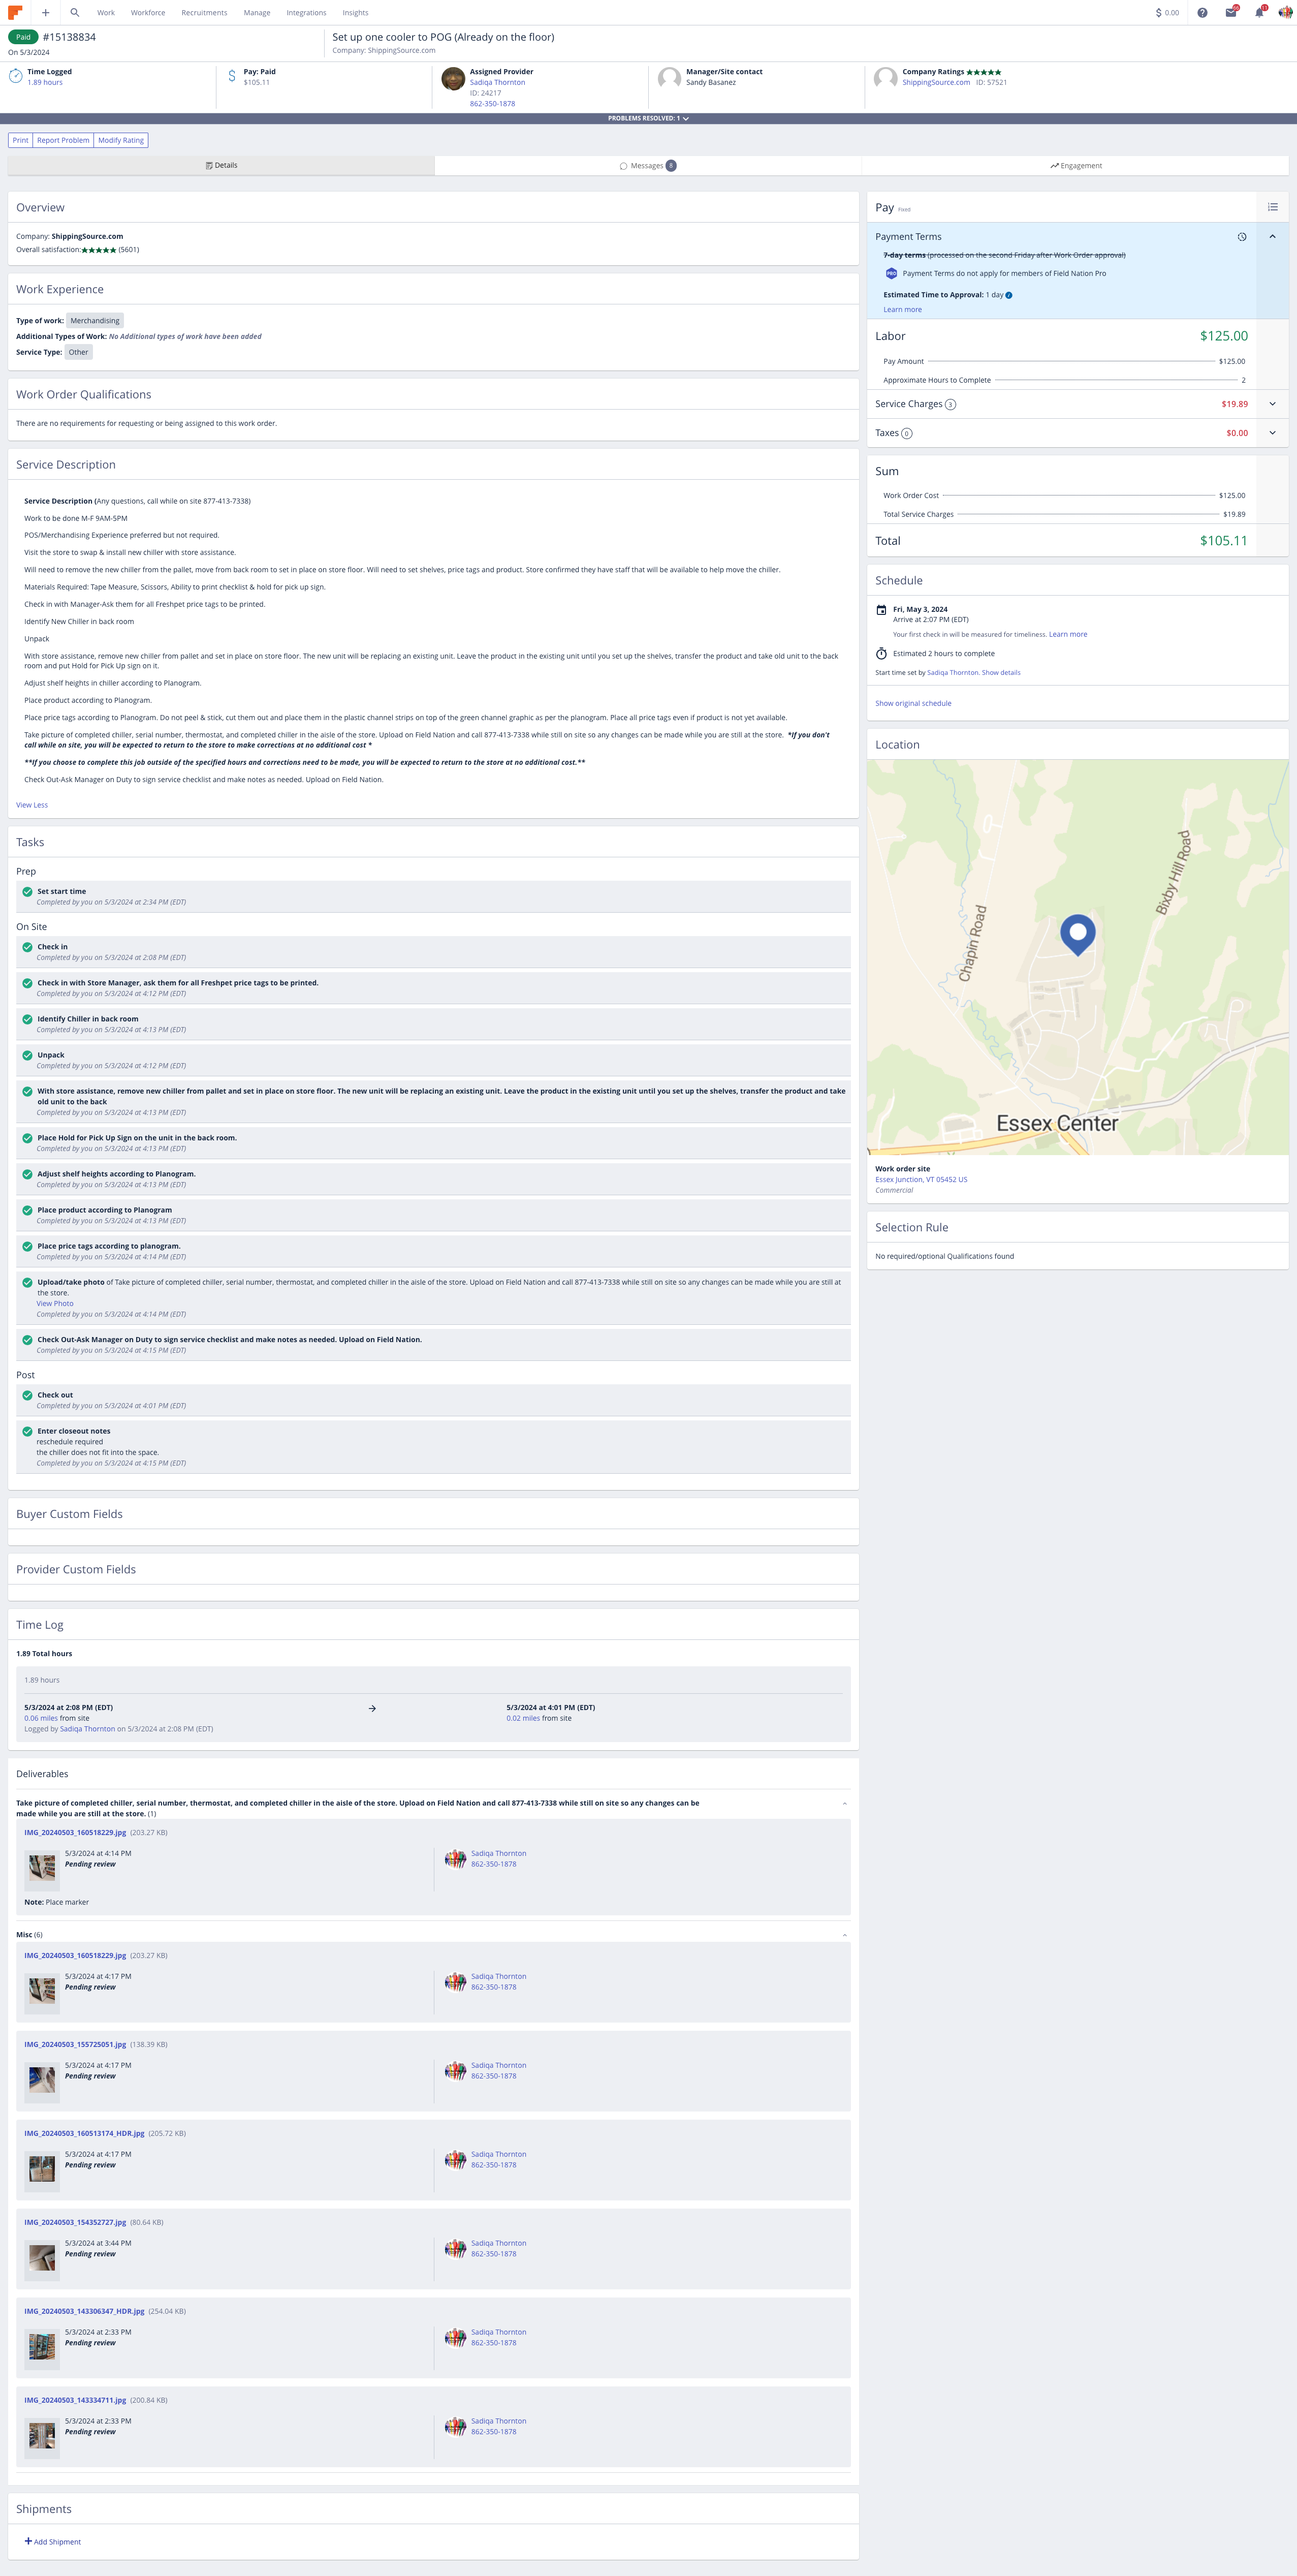 Work Workforce Recruitments Manage Integrations Insights
$ 0.00
Paid #15138834
On 5/3/2024
Set up one cooler to POG (Already on the floor)
Company: ShippingSource.com
Time Logged
1.89 hours
Pay: Paid
$105.11
Assigned Provider
Sadiqa Thornton
ID: 24217
862-350-1878
Manager/Site contact
Sandy Basanez
Company Ratings ★★★★★
ShippingSource.com ID: 57521
PROBLEMS RESOLVED: 1
Print Report Problem Modify Rating
Details
Messages 8
Engagement
Overview
Company: ShippingSource.com
Overall satisfaction:★★★★★ (5601)
Work Experience
Type of work: Merchandising
Additional Types of Work: No Additional types of work have been added
Service Type: Other
Work Order Qualifications
There are no requirements for requesting or being assigned to this work order.
Service Description
Service Description (Any questions, call while on site 877-413-7338)
Work to be done M-F 9AM-5PM
POS/Merchandising Experience preferred but not required.
Visit the store to swap & install new chiller with store assistance.
Will need to remove the new chiller from the pallet, move from back room to set in place on store floor. Will need to set shelves, price tags and product. Store confirmed they have staff that will be available to help move the chiller.
Materials Required: Tape Measure, Scissors, Ability to print checklist & hold for pick up sign.
Check in with Manager-Ask them for all Freshpet price tags to be printed.
Identify New Chiller in back room
Unpack
With store assistance, remove new chiller from pallet and set in place on store floor. The new unit will be replacing an existing unit. Leave the product in the existing unit until you set up the shelves, transfer the product and take old unit to the back
room and put Hold for Pick Up sign on it.
Adjust shelf heights in chiller according to Planogram.
Place product according to Planogram.
Place price tags according to Planogram. Do not peel & stick, cut them out and place them in the plastic channel strips on top of the green channel graphic as per the planogram. Place all price tags even if product is not yet available.
Take picture of completed chiller, serial number, thermostat, and completed chiller in the aisle of the store. Upload on Field Nation and call 877-413-7338 while still on site so any changes can be made while you are still at the store. *If you don't
call while on site, you will be expected to return to the store to make corrections at no additional cost *
**If you choose to complete this job outside of the specified hours and corrections need to be made, you will be expected to return to the store at no additional cost.**
Check Out-Ask Manager on Duty to sign service checklist and make notes as needed. Upload on Field Nation.
View Less
Tasks
Prep
Set start time
Completed by you on 5/3/2024 at 2:34 PM (EDT)
On Site
Check in
Completed by you on 5/3/2024 at 2:08 PM (EDT)
Check in with Store Manager, ask them for all Freshpet price tags to be printed.
Completed by you on 5/3/2024 at 4:12 PM (EDT)
Identify Chiller in back room
Completed by you on 5/3/2024 at 4:13 PM (EDT)
Unpack
Completed by you on 5/3/2024 at 4:12 PM (EDT)
With store assistance, remove new chiller from pallet and set in place on store floor. The new unit will be replacing an existing unit. Leave the product in the existing unit until you set up the shelves, transfer the product and take
old unit to the back
Completed by you on 5/3/2024 at 4:13 PM (EDT)
Place Hold for Pick Up Sign on the unit in the back room.
Completed by you on 5/3/2024 at 4:13 PM (EDT)
Adjust shelf heights according to Planogram.
Completed by you on 5/3/2024 at 4:13 PM (EDT)
Place product according to Planogram
Completed by you on 5/3/2024 at 4:13 PM (EDT)
Place price tags according to planogram.
Completed by you on 5/3/2024 at 4:14 PM (EDT)
Upload/take photo of Take picture of completed chiller, serial number, thermostat, and completed chiller in the aisle of the store. Upload on Field Nation and call 877-413-7338 while still on site so any changes can be made while you are still at
the store.
View Photo
Completed by you on 5/3/2024 at 4:14 PM (EDT)
Check Out-Ask Manager on Duty to sign service checklist and make notes as needed. Upload on Field Nation.
Completed by you on 5/3/2024 at 4:15 PM (EDT)
Post
Check out
Completed by you on 5/3/2024 at 4:01 PM (EDT)
Enter closeout notes
reschedule required
the chiller does not fit into the space.
Completed by you on 5/3/2024 at 4:15 PM (EDT)
Buyer Custom Fields
Provider Custom Fields
Time Log
1.89 Total hours
1.89 hours
5/3/2024 at 2:08 PM (EDT) → 5/3/2024 at 4:01 PM (EDT)
0.06 miles from site 0.02 miles from site
Logged by Sadiqa Thornton on 5/3/2024 at 2:08 PM (EDT)
Deliverables
Take picture of completed chiller, serial number, thermostat, and completed chiller in the aisle of the store. Upload on Field Nation and call 877-413-7338 while still on site so any changes can be
made while you are still at the store. (1)
IMG_20240503_160518229.jpg (203.27 KB)
5/3/2024 at 4:14 PM
Pending review
Sadiqa Thornton
862-350-1878
Note: Place marker
Misc (6)
IMG_20240503_160518229.jpg (203.27 KB)
5/3/2024 at 4:17 PM
Pending review
Sadiqa Thornton
862-350-1878
IMG_20240503_155725051.jpg (138.39 KB)
5/3/2024 at 4:17 PM
Pending review
Sadiqa Thornton
862-350-1878
IMG_20240503_160513174_HDR.jpg (205.72 KB)
5/3/2024 at 4:17 PM
Pending review
Sadiqa Thornton
862-350-1878
IMG_20240503_154352727.jpg (80.64 KB)
5/3/2024 at 3:44 PM
Pending review
Sadiqa Thornton
862-350-1878
IMG_20240503_143306347_HDR.jpg (254.04 KB)
5/3/2024 at 2:33 PM
Pending review
Sadiqa Thornton
862-350-1878
IMG_20240503_143334711.jpg (200.84 KB)
5/3/2024 at 2:33 PM
Pending review
Sadiqa Thornton
862-350-1878
Shipments
+ Add Shipment
Pay Fixed
Payment Terms
7-day terms (processed on the second Friday after Work Order approval)
PRO Payment Terms do not apply for members of Field Nation Pro
Estimated Time to Approval: 1 day
Learn more
Labor $125.00
Pay Amount $125.00
Approximate Hours to Complete 2
Service Charges 3 $19.89
Taxes 0 $0.00
Sum
Work Order Cost $125.00
Total Service Charges $19.89
Total $105.11
Schedule
Fri, May 3, 2024
Arrive at 2:07 PM (EDT)
Your first check in will be measured for timeliness. Learn more
Estimated 2 hours to complete
Start time set by Sadiqa Thornton. Show details
Show original schedule
Location
Chapin Road
Bixby Hill Road
Essex Center
Work order site
Essex Junction, VT 05452 US
Commercial
Selection Rule
No required/optional Qualifications found